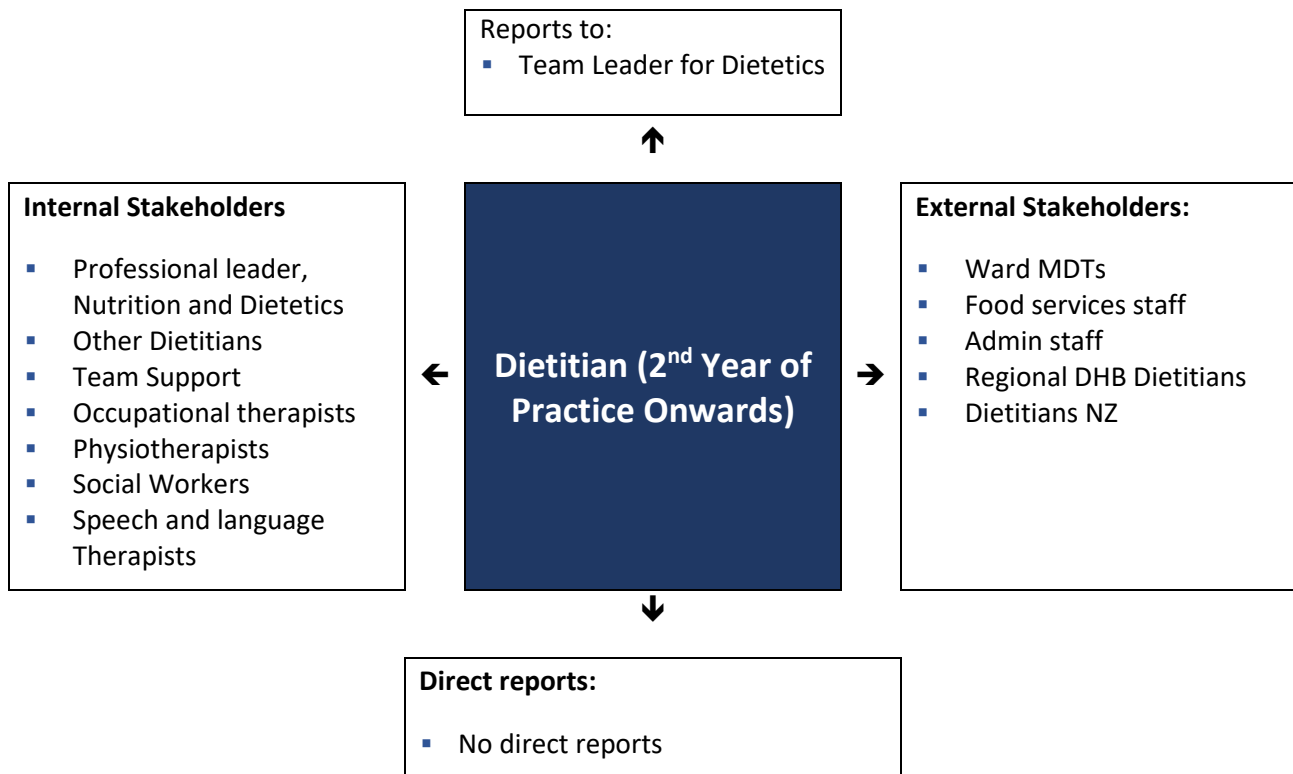 Reports to:
▪ Team Leader for Dietetics
Internal Stakeholders
▪ Professional leader,
Nutrition and Dietetics
▪ Other Dietitians
▪ Team Support
▪ Occupational therapists
▪ Physiotherapists
▪ Social Workers
▪ Speech and language
Therapists
Dietitian (2nd Year of
Practice Onwards)
External Stakeholders:
▪ Ward MDTs
▪ Food services staff
▪ Admin staff
▪ Regional DHB Dietitians
▪ Dietitians NZ
Direct reports:
▪ No direct reports